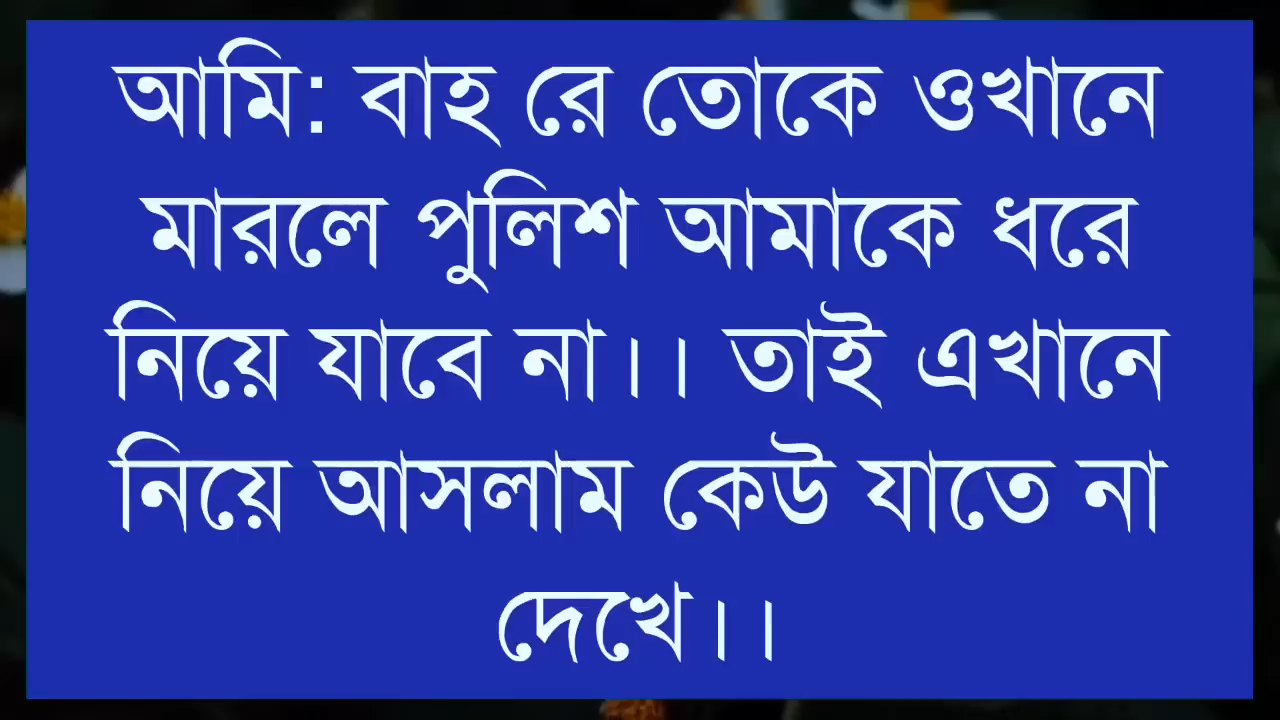 আমি: বাহ রে তোকে ওখানে
মারলে পুলিশ আমাকে ধরে
নিয়ে যাবে না।। তাই এখানে
নিয়ে আসলাম কেউ যাতে না
দেখে।।